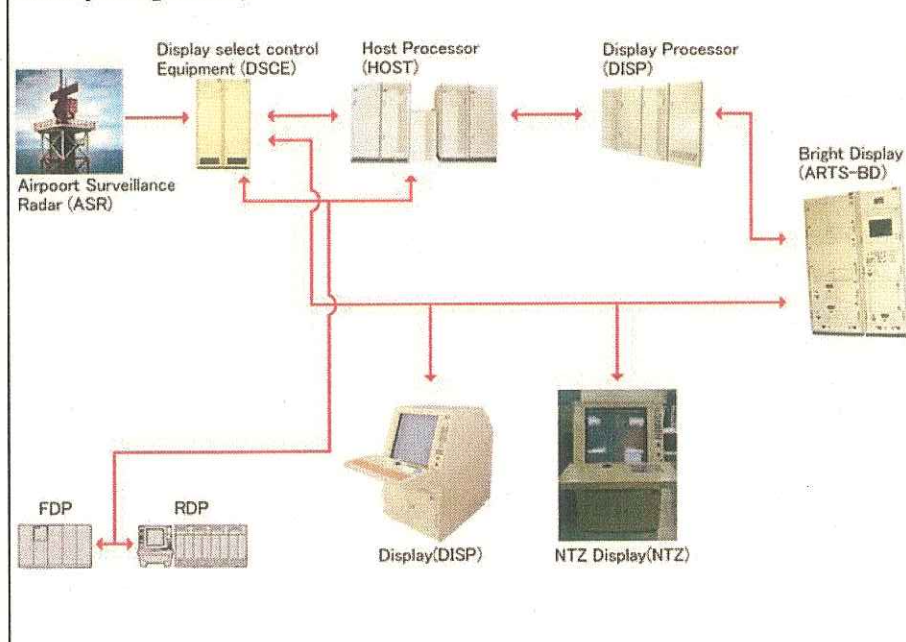 Display select control
Equipment (DSCE)
Host Processor
(HOST)
Display Processor
(DISP)
Bright Display
(ARTS-BD)
Airpoort Surveillance
Radar (ASR)
FDP
RDP
Display(DISP)
NTZ Display(NTZ)